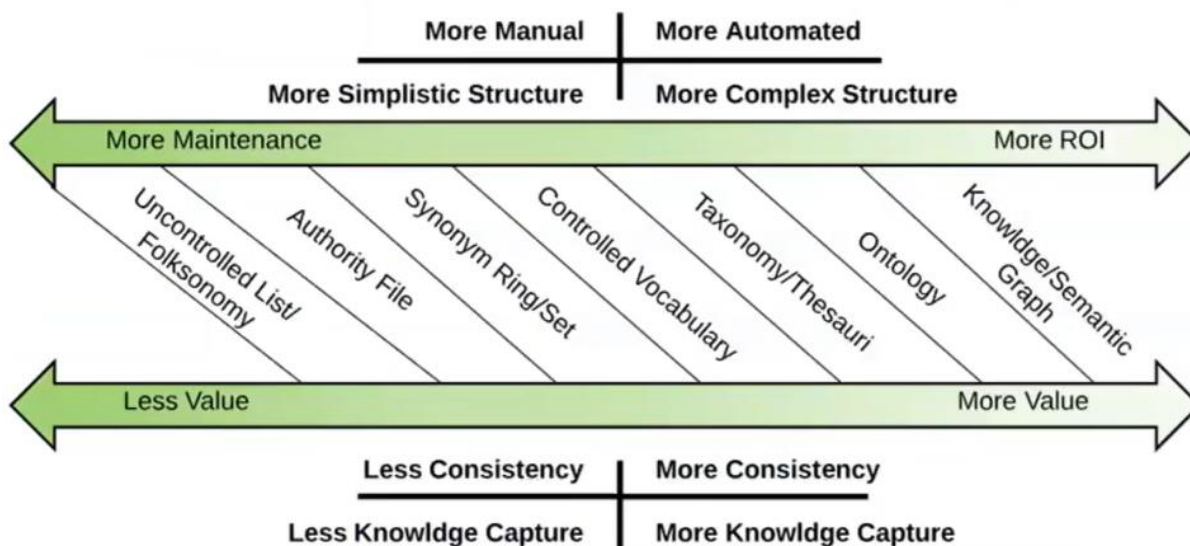 More Manual
More Automated
More Simplistic Structure
More Complex Structure
More Maintenance
More ROI
Uncontrolled List/
Folksonomy
Authority File
Synonym Ring/Set
Controlled Vocabulary
Taxonomy/Thesauri
Ontology
Knowldge/Semantic
Graph
Less Value
More Value
Less Consistency
More Consistency
Less Knowldge Capture
More Knowldge Capture